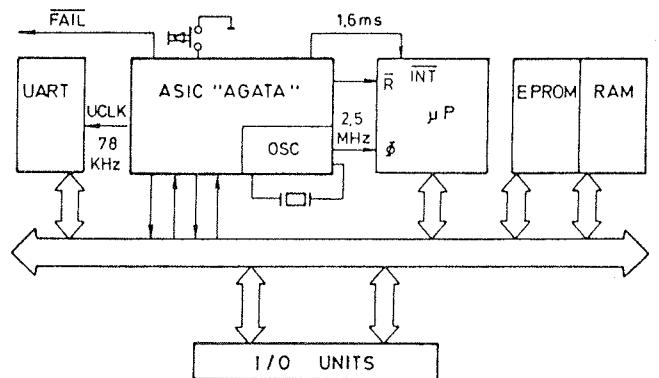 FAIL
1,6ms
UART
ASIC "AGATA"
R
INT
μP
EPROM
RAM
UCLK
78
KHz
2,5
MHz
OSC
Φ
I/O UNITS